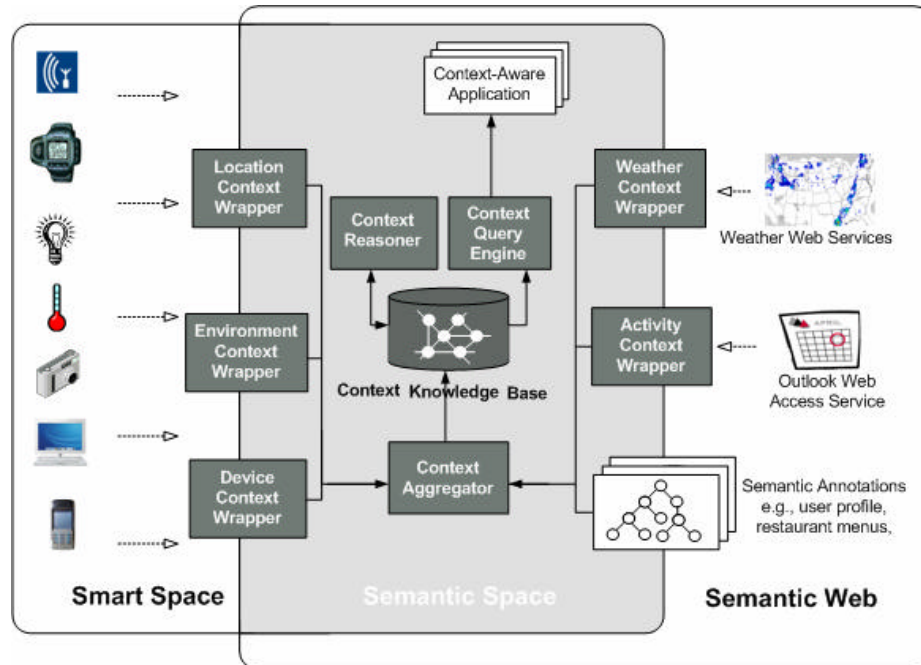 Context-Aware
Application
Location
Context
Wrapper
Weather
Context
Wrapper
Context
Reasoner
Context
Query
Engine
Weather Web Services
Environment
Context
Wrapper
Activity
Context
Wrapper
APRIL
Context Knowledge Base
Outlook Web
Access Service
Device
Context
Wrapper
Context
Aggregator
Semantic Annotations
e.g., user profile,
restaurant menus,
Smart Space
Semantic Space
Semantic Web